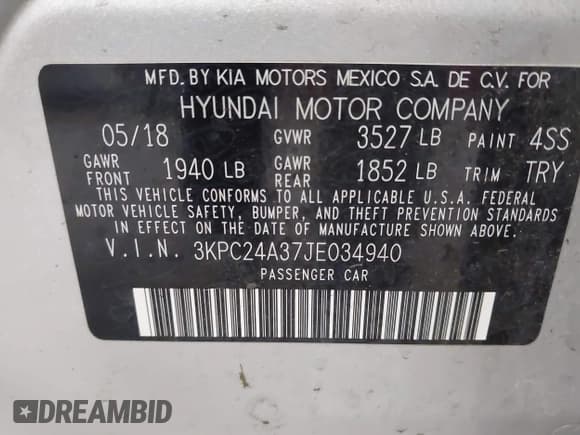 MFD. BY KIA MOTORS MEXICO S.A. DE C.V. FOR
HYUNDAI MOTOR COMPANY
05/18 GVWR 3527 LB PAINT 4SS
GAWR FRONT 1940 LB GAWR REAR 1852 LB TRIM TRY
THIS VEHICLE CONFORMS TO ALL APPLICABLE U.S.A. FEDERAL
MOTOR VEHICLE SAFETY, BUMPER, AND THEFT PREVENTION STANDARDS
IN EFFECT ON THE DATE OF MANUFACTURE SHOWN ABOVE.
V.I.N. 3KPC24A37JE034940
PASSENGER CAR
DREAMBID